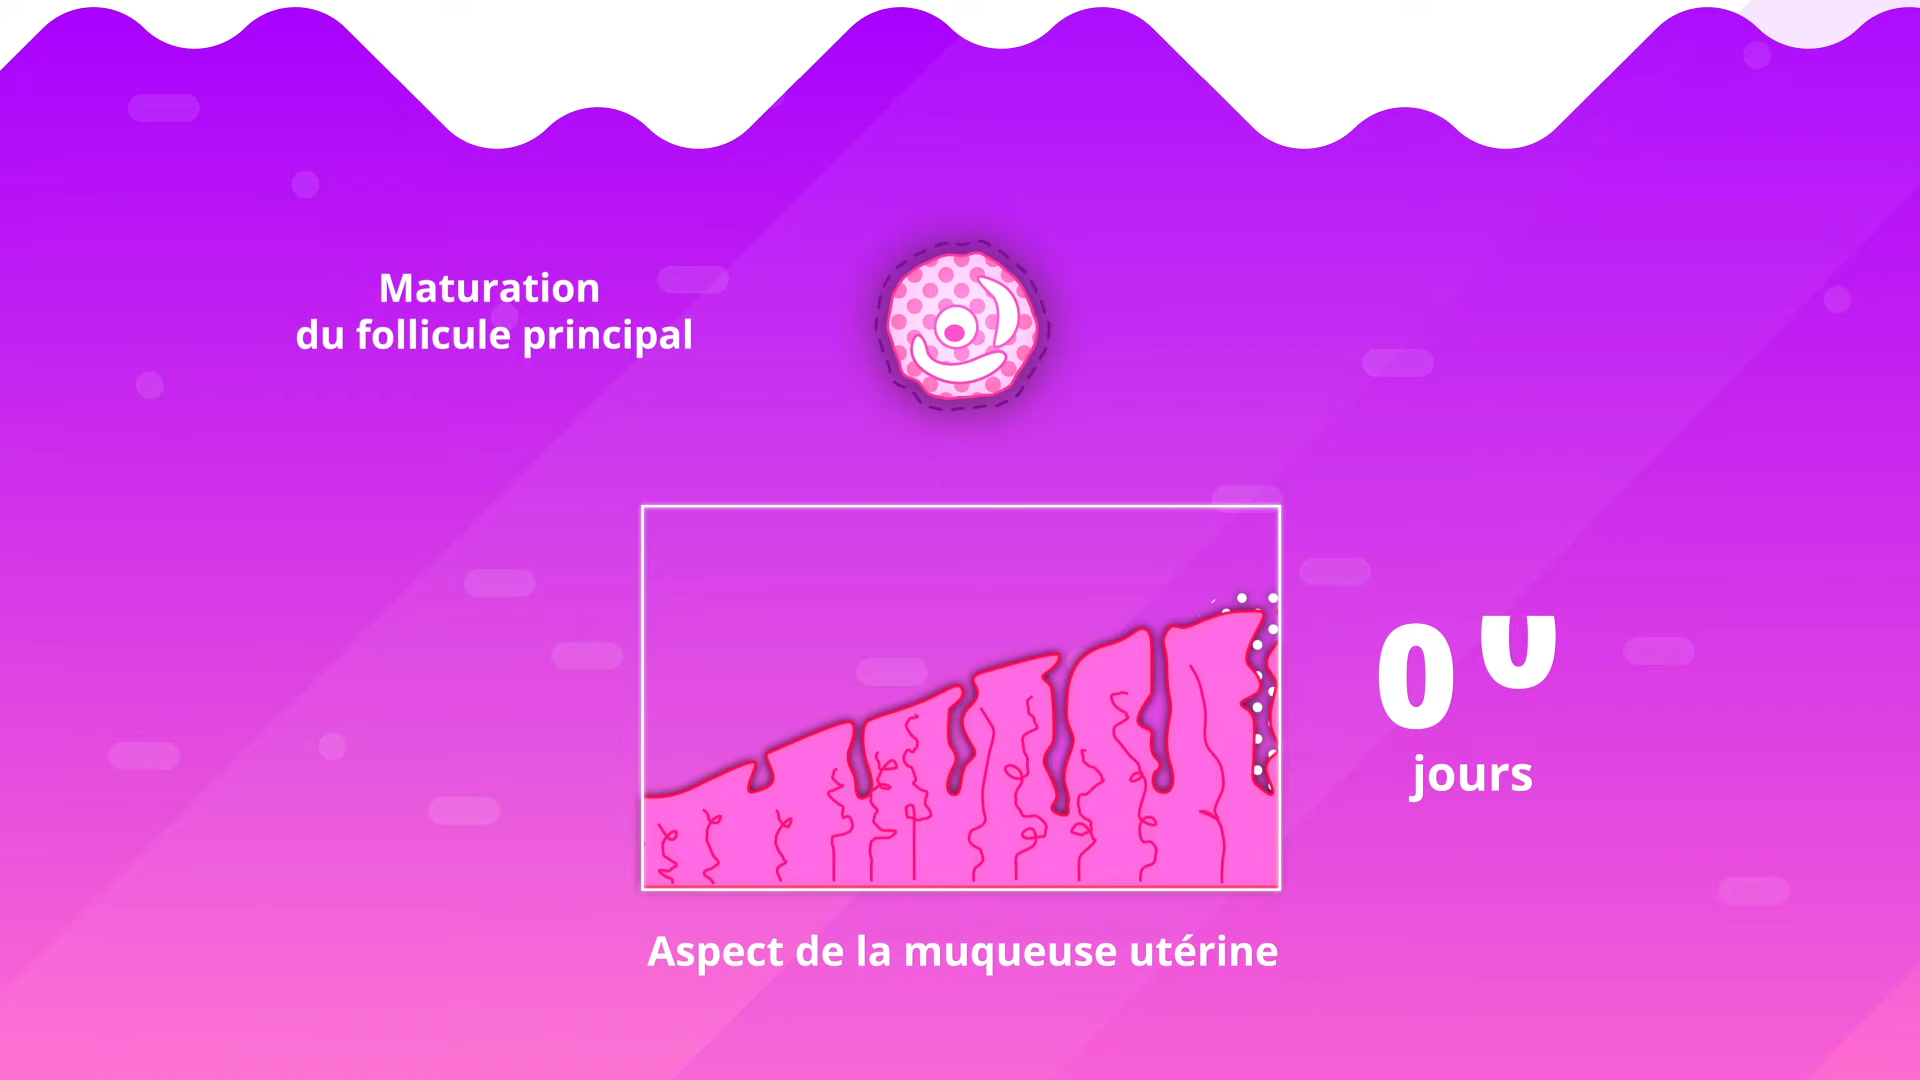 Maturation
du follicule principal
0
jours
Aspect de la muqueuse utérine